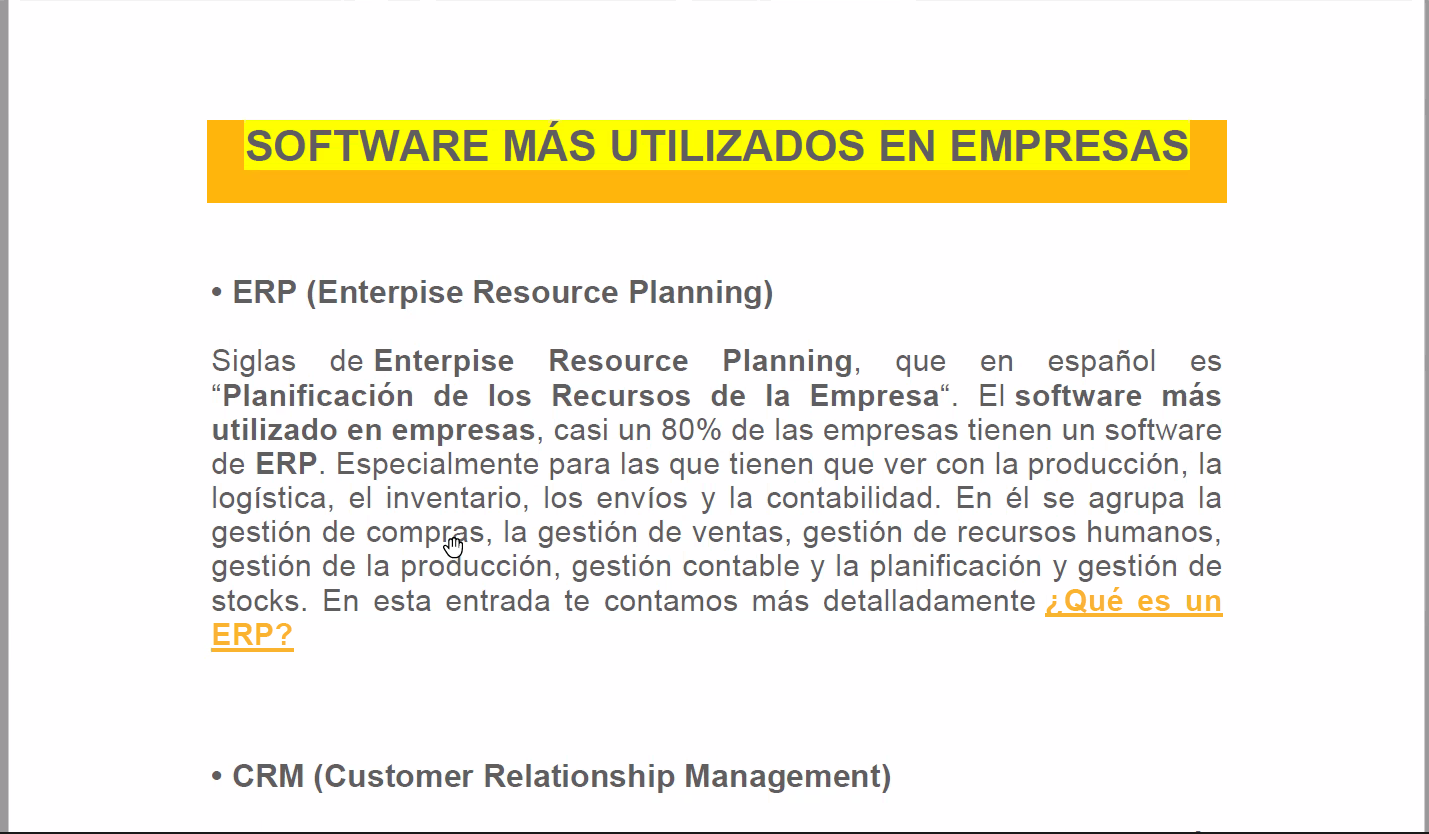 SOFTWARE MÁS UTILIZADOS EN EMPRESAS
• ERP (Enterpise Resource Planning)
Siglas de Enterpise Resource Planning, que en español es
“Planificación de los Recursos de la Empresa“. El software más
utilizado en empresas, casi un 80% de las empresas tienen un software
de ERP. Especialmente para las que tienen que ver con la producción, la
logística, el inventario, los envíos y la contabilidad. En él se agrupa la
gestión de compras, la gestión de ventas, gestión de recursos humanos,
gestión de la producción, gestión contable y la planificación y gestión de
stocks. En esta entrada te contamos más detalladamente ¿Qué es un
ERP?
• CRM (Customer Relationship Management)